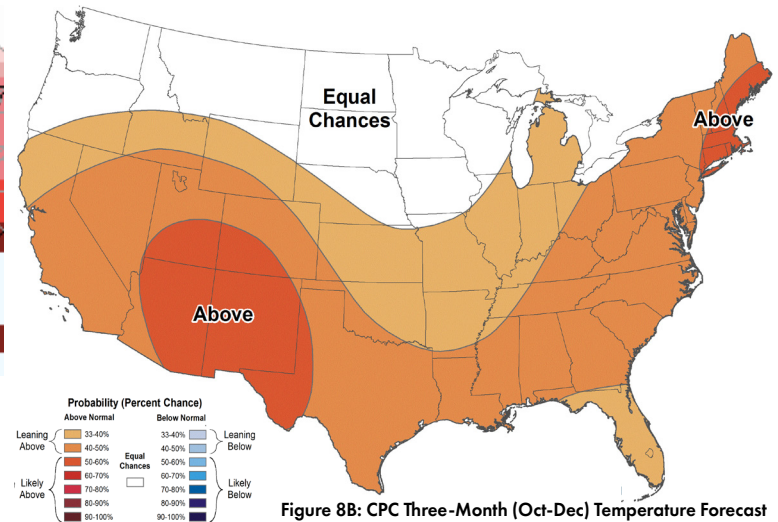 Equal
Chances
Above
Above
Probability (Percent Chance)
Above Normal Below Normal
Leaning
Above
33-40%
40-50%
50-60%
60-70%
70-80%
80-90%
90-100%
Likely
Above
Equal
Chances
33-40%
40-50%
50-60%
60-70%
70-80%
80-90%
90-100%
Leaning
Below
Likely
Below
Figure 8B: CPC Three-Month (Oct-Dec) Temperature Forecast